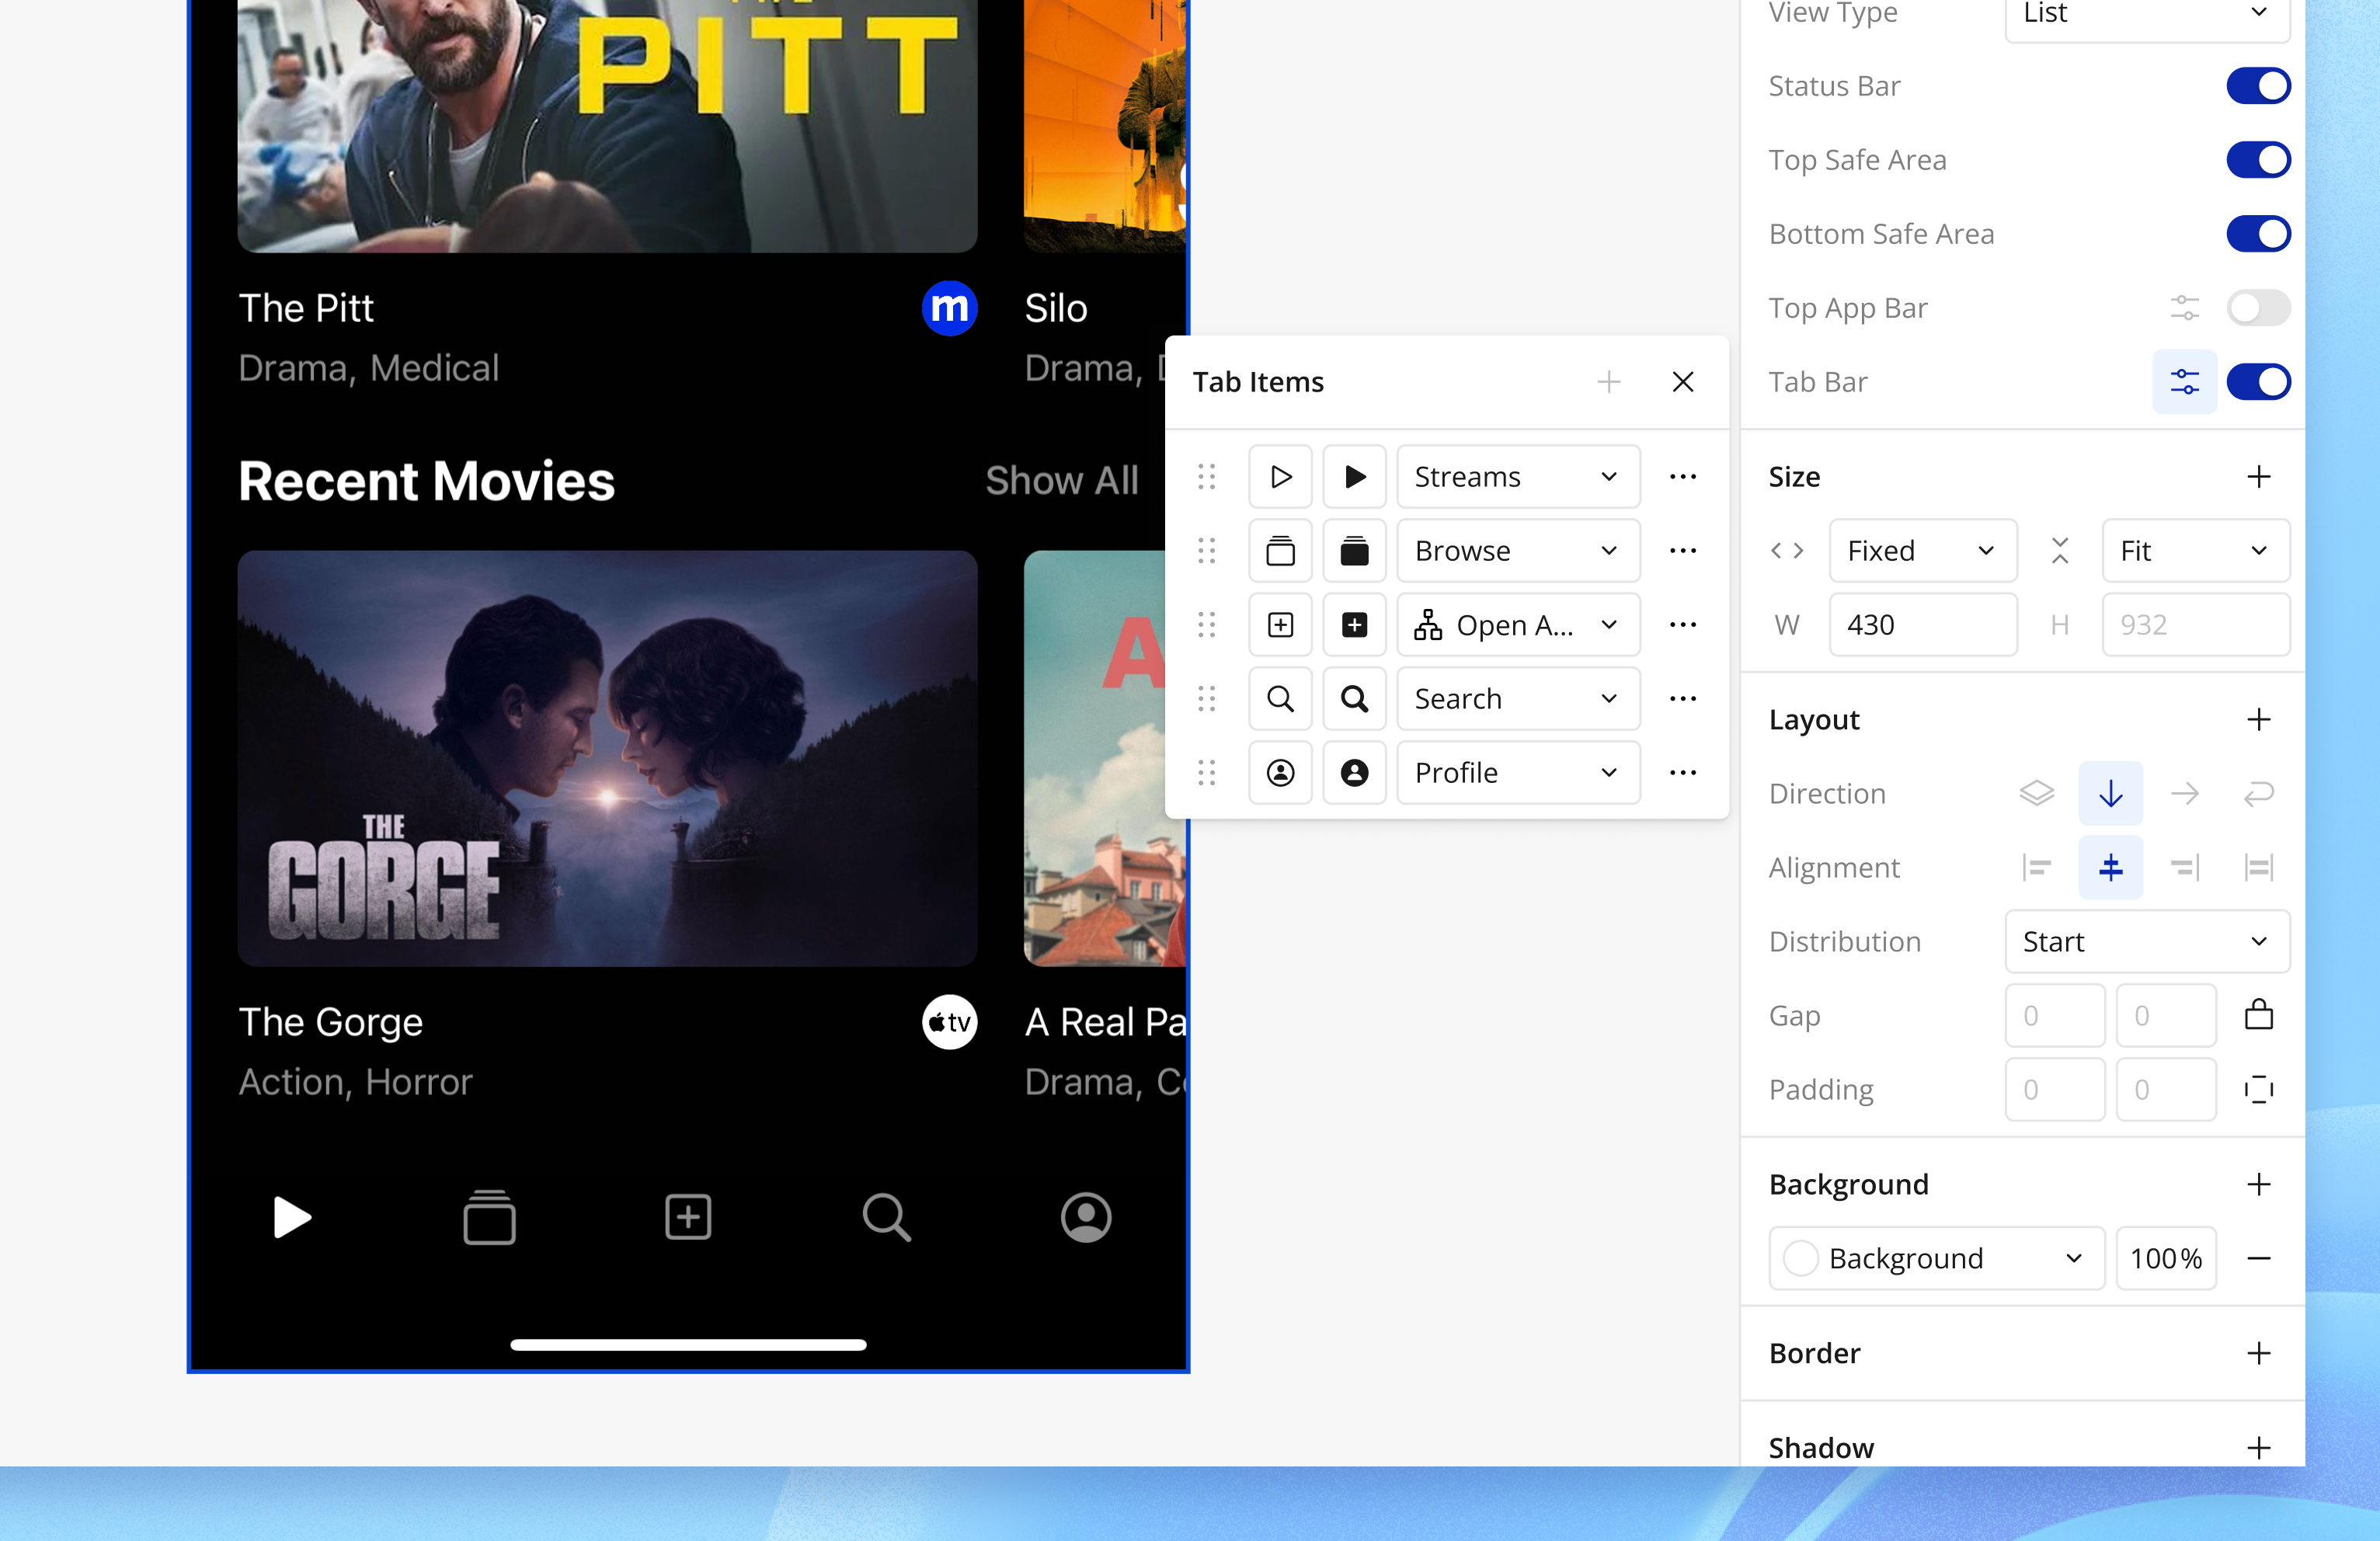 PITT
The Pitt
m
Drama, Medical
Silo
Drama,
Recent Movies
Show All
THE
GORGE
A
The Gorge
tv
Action, Horror
A Real Pa
Drama, C
Tab Items
Streams
Browse
Open A...
Search
Profile
View Type
List
Status Bar
Top Safe Area
Bottom Safe Area
Top App Bar
Tab Bar
Size
Fixed
Fit
W
430
H
932
Layout
Direction
Alignment
Distribution
Start
Gap
0
0
Padding
0
0
Background
Background
100%
Border
Shadow